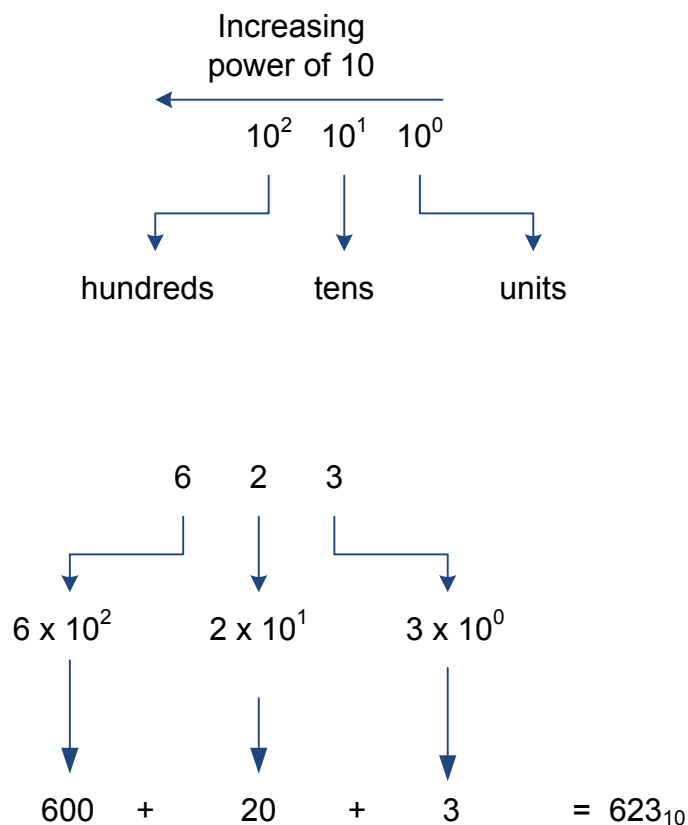 Increasing
power of 10
10² 10¹ 10⁰
hundreds tens units
6 2 3
6 x 10² 2 x 10¹ 3 x 10⁰
600 + 20 + 3 = 623₁₀